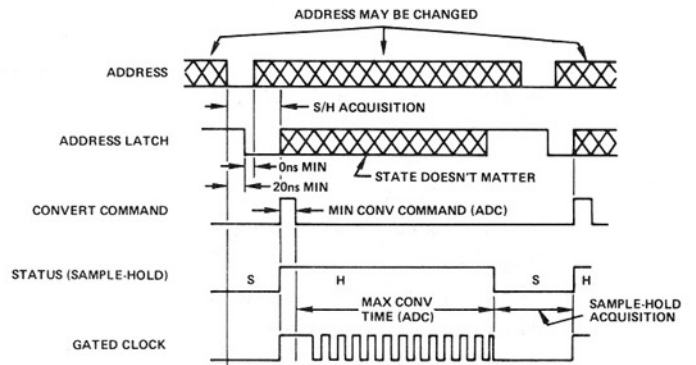 ADDRESS MAY BE CHANGED
ADDRESS
S/H ACQUISITION
ADDRESS LATCH
0ns MIN
STATE DOESN'T MATTER
20ns MIN
CONVERT COMMAND
MIN CONV COMMAND (ADC)
STATUS (SAMPLE-HOLD)
S
H
S
H
MAX CONV
TIME (ADC)
SAMPLE-HOLD
ACQUISITION
GATED CLOCK